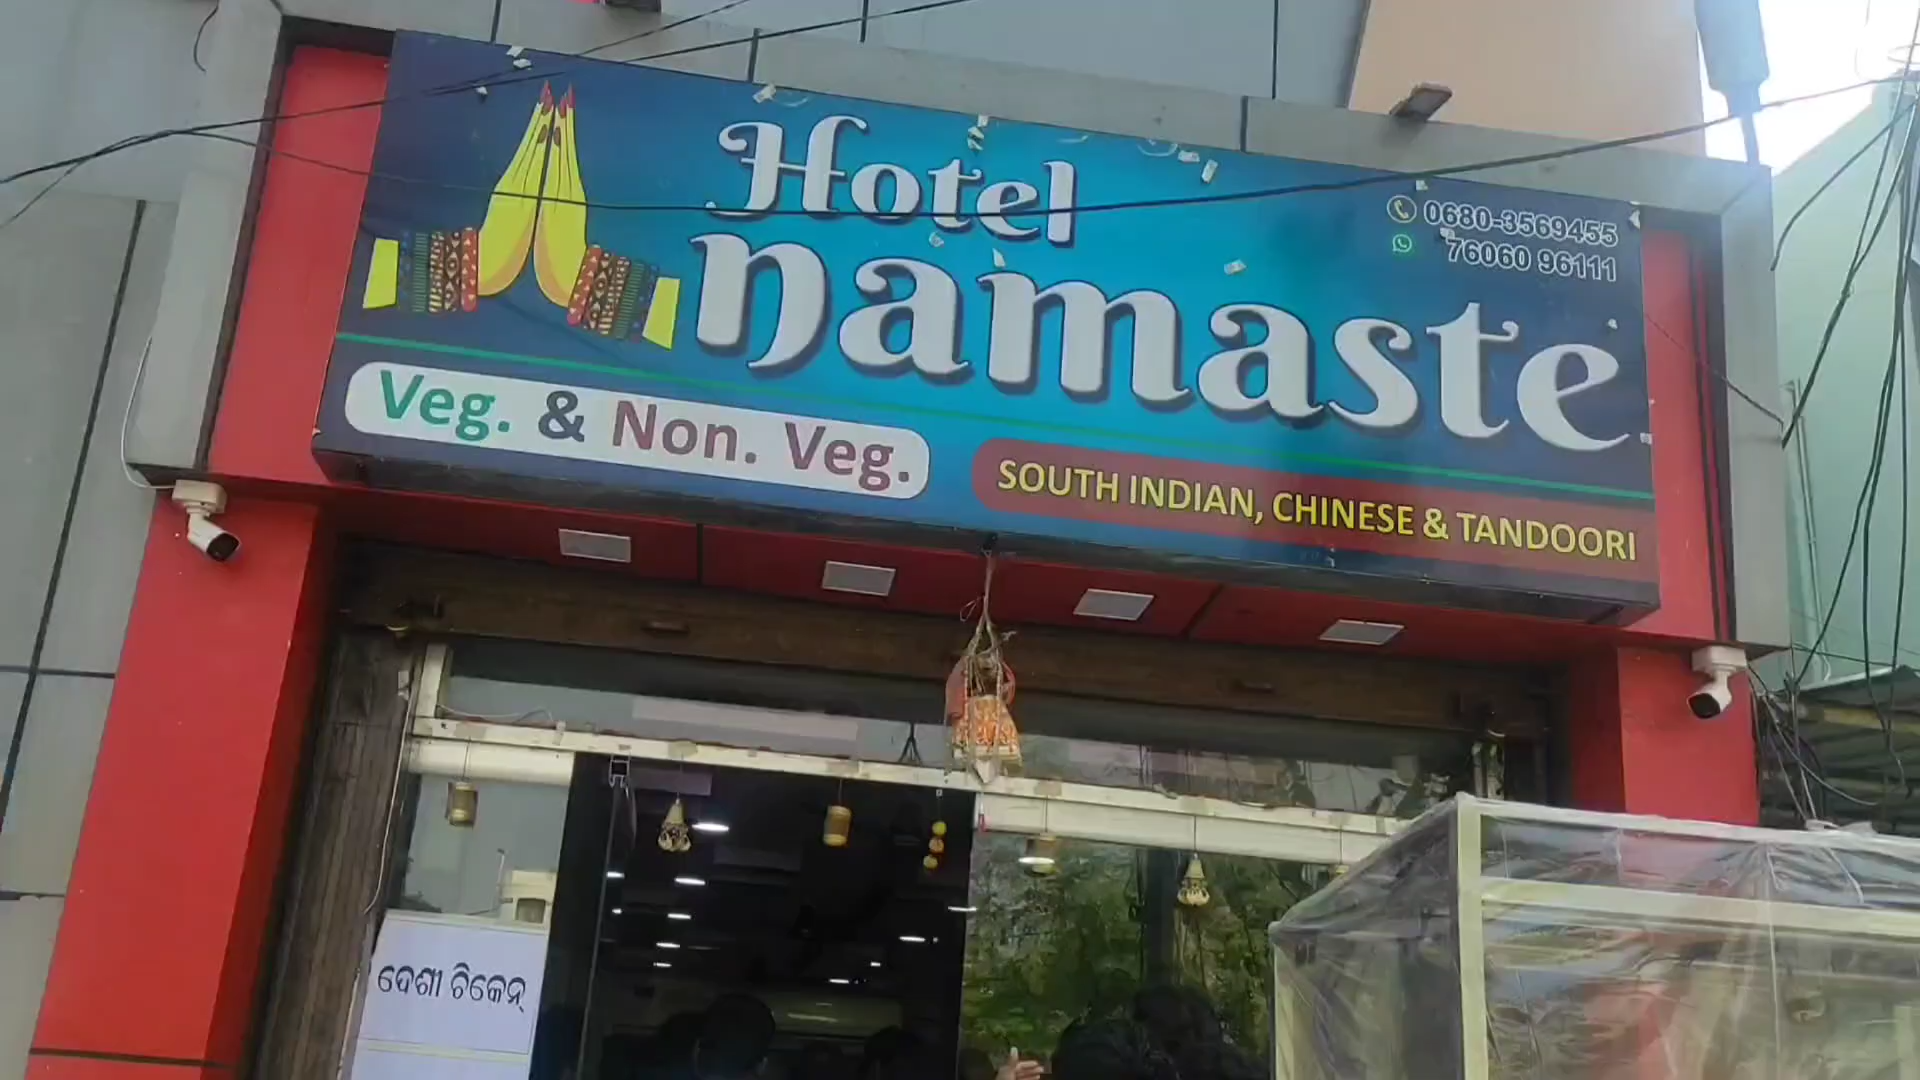 Hotel
namaste
0680-3569455
76060 96111
Veg. & Non. Veg.
SOUTH INDIAN, CHINESE & TANDOORI
ଦେଶୀ ଚିକେନ୍